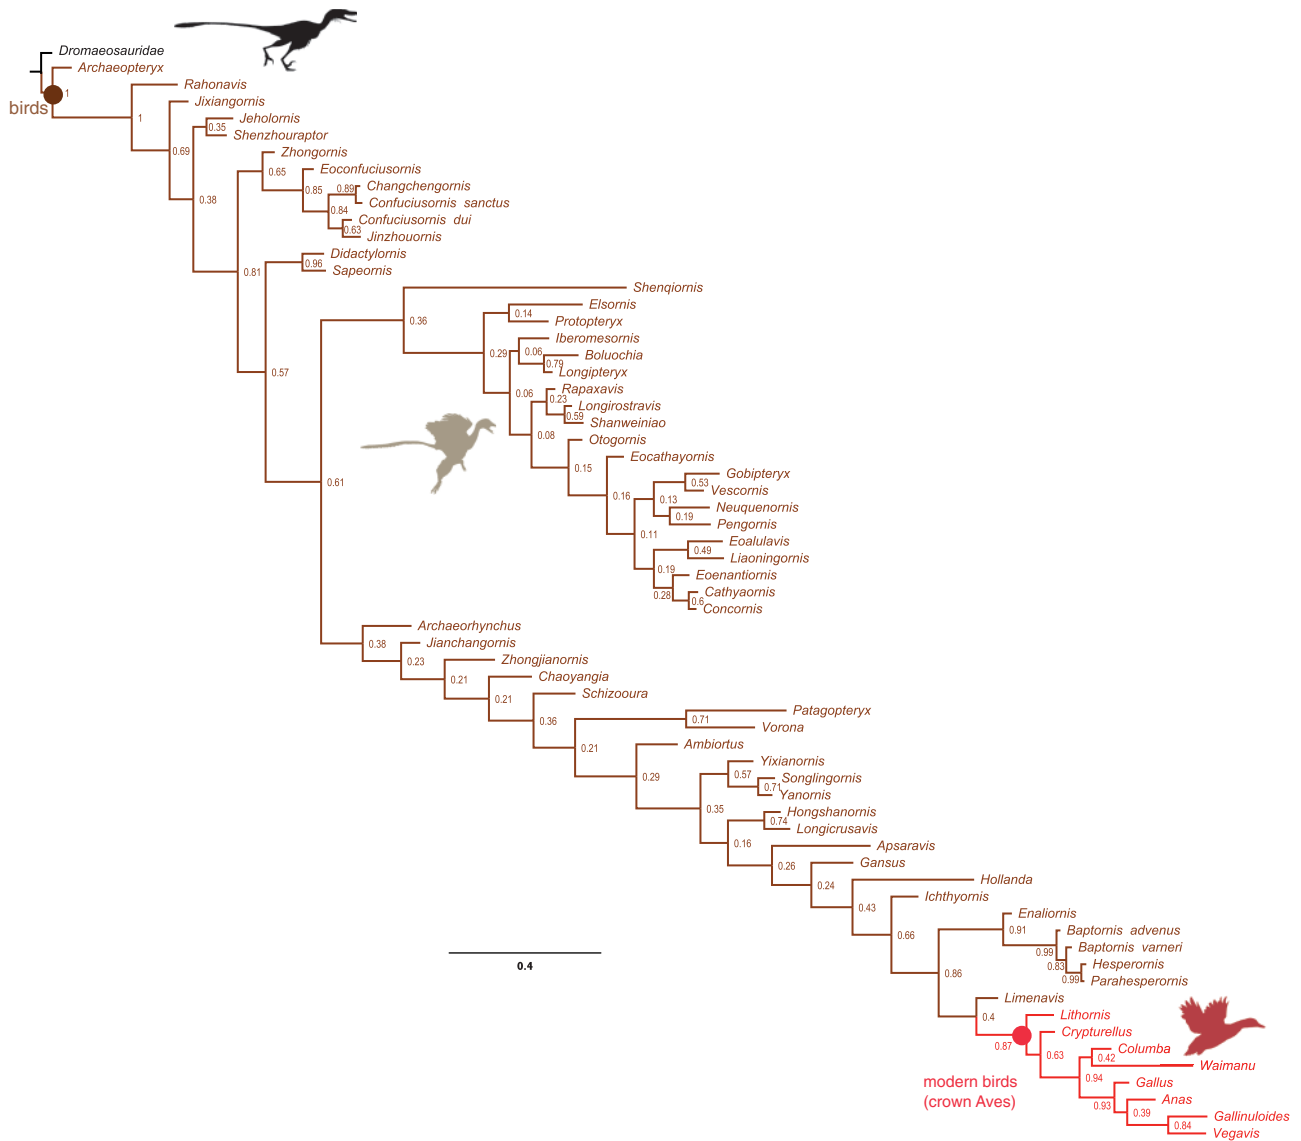 Dromaeosauridae
Archaeopteryx
birds
1
Rahonavis
1
Jixiangornis
0.69
Jeholornis
0.35
Shenzhouraptor
0.38
Zhongornis
0.65
Eoconfuciusornis
0.85
Changchengornis
0.89
Confuciusornis sanctus
0.84
Confuciusornis dui
0.63
Jinzhouornis
0.81
Didactylornis
0.96
Sapeornis
0.57
Shenqiornis
0.36
Elsornis
0.14
Protopteryx
0.29
Iberomesornis
0.06
Boluochia
0.79
Longipteryx
0.06
Rapaxavis
0.23
Longirostravis
0.59
Shanweiniao
0.08
Otogornis
0.15
Eocathayornis
0.16
Gobipteryx
0.53
Vescornis
0.13
Neuquenornis
0.19
Pengornis
0.11
Eoalulavis
0.49
Liaoningornis
0.19
Eoenantiornis
0.28
Cathyaornis
0.6
Concornis
0.61
Archaeorhynchus
0.38
Jianchangornis
0.23
Zhongjianornis
0.21
Chaoyangia
0.21
Schizooura
0.36
Patagopteryx
0.71
Vorona
0.21
Ambiortus
0.29
Yixianornis
0.57
Songlingornis
0.71
Yanornis
0.35
Hongshanornis
0.74
Longicrusavis
0.16
Apsaravis
0.26
Gansus
0.24
Hollanda
0.43
Ichthyornis
0.66
Enaliornis
0.91
Baptornis advenus
0.99
Baptornis varneri
0.83
Hesperornis
0.99
Parahesperornis
0.86
0.4
Limenavis
0.4
Lithornis
0.87
Crypturellus
0.63
Columba
0.42
Waimanu
0.94
modern birds
(crown Aves)
Gallus
0.93
Anas
0.39
Gallinuloides
0.84
Vegavis